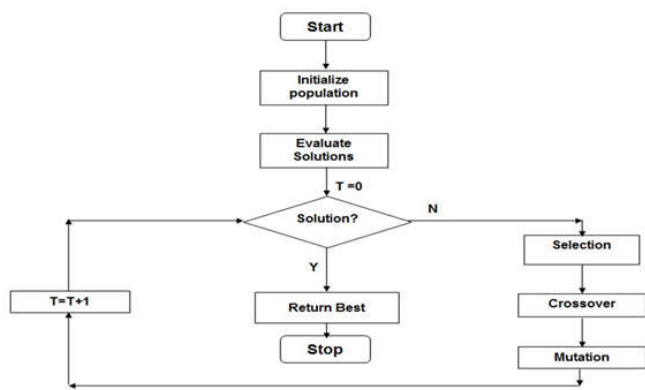 Start
Initialize
population
Evaluate
Solutions
T =0
Solution?
N
Selection
Y
T=T+1
Return Best
Crossover
Stop
Mutation